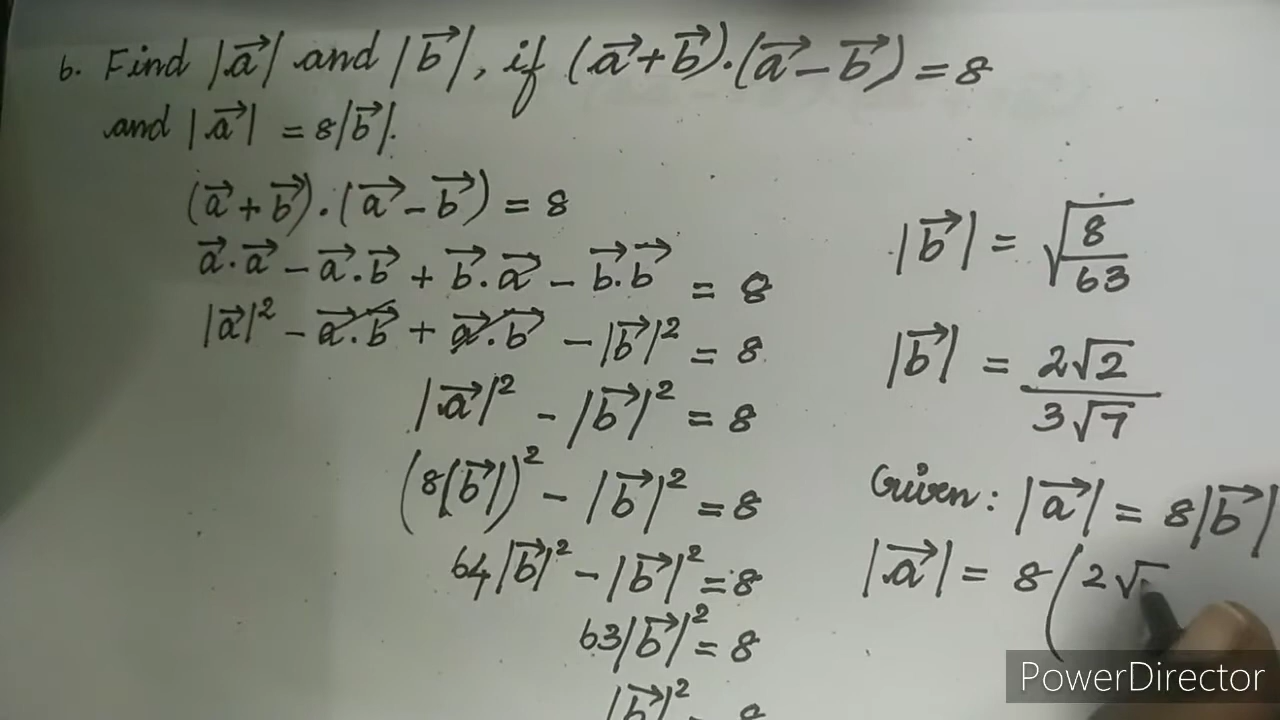 6. Find |a⃗| and |b⃗|, if (a⃗+b⃗).(a⃗-b⃗) = 8
and |a⃗| = 8|b⃗|.
(a⃗+b⃗).(a⃗-b⃗) = 8
a⃗.a⃗ - a⃗.b⃗ + b⃗.a⃗ - b⃗.b⃗ = 8
|a⃗|² - a⃗.b⃗ + a⃗.b⃗ - |b⃗|² = 8
|a⃗|² - |b⃗|² = 8
(8|b⃗|)² - |b⃗|² = 8
64|b⃗|² - |b⃗|² = 8
63|b⃗|² = 8
|b⃗|²
|b⃗| = √(8/63)
|b⃗| = 2√2/3√7
Given: |a⃗| = 8|b⃗|
|a⃗| = 8(2√
PowerDirector